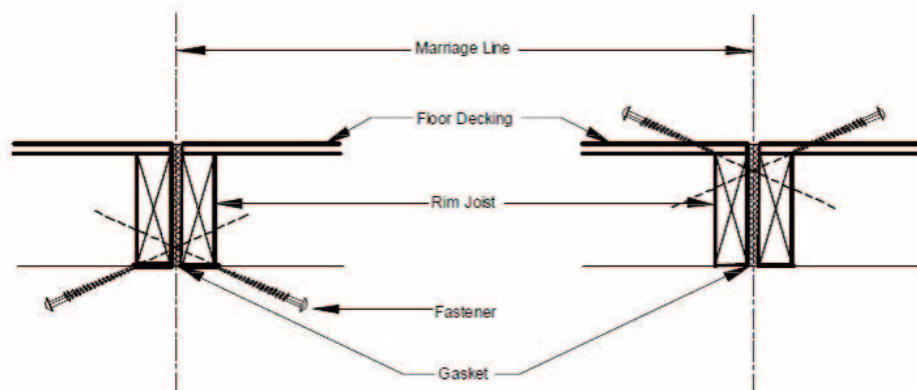 Marriage Line
Floor Decking
Rim Joist
Fastener
Gasket